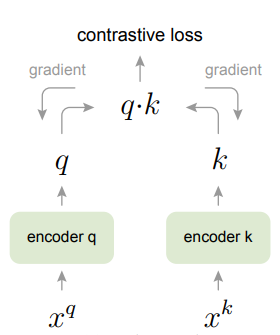 contrastive loss
gradient gradient
q·k
q k
encoder q encoder k
x^q x^k